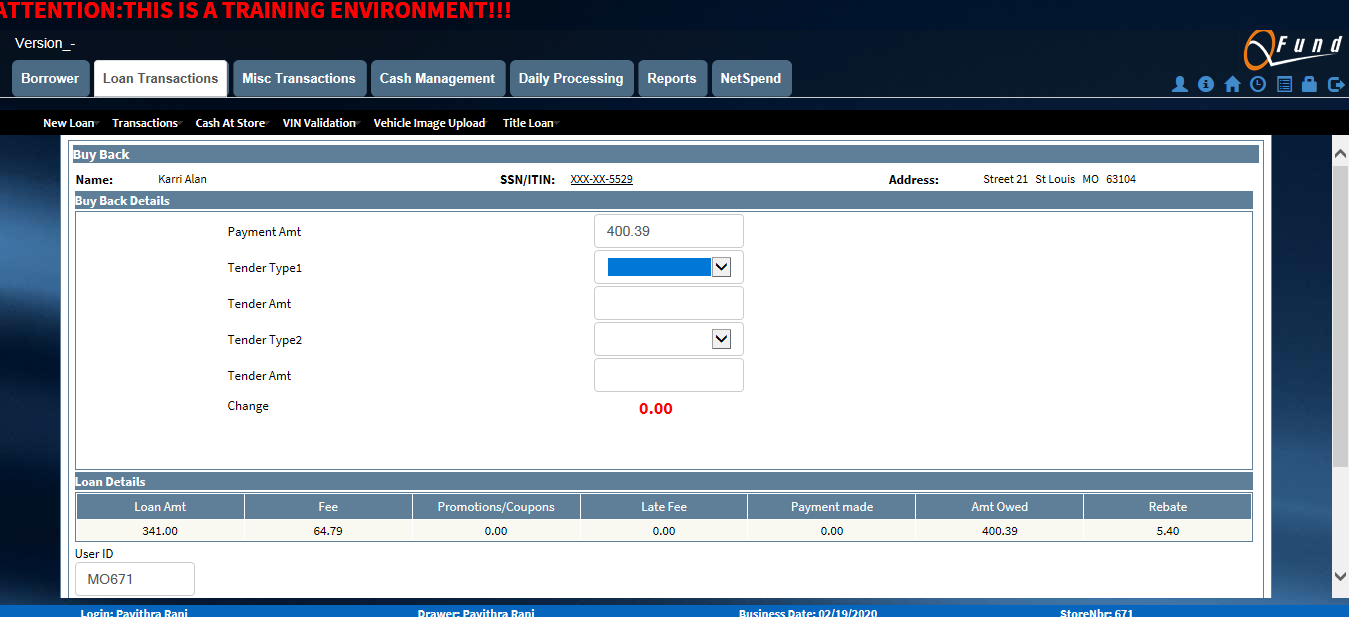 ATTENTION:THIS IS A TRAINING ENVIRONMENT!!!
Version_-
Fund
Borrower Loan Transactions Misc Transactions Cash Management Daily Processing Reports NetSpend
New Loan Transactions Cash At Store VIN Validation Vehicle Image Upload Title Loan
Buy Back
Name: Karri Alan SSN/ITIN: XXX-XX-5529 Address: Street 21 St Louis MO 63104
Buy Back Details
Payment Amt 400.39
Tender Type1
Tender Amt
Tender Type2
Tender Amt
Change 0.00
Loan Details
Loan Amt Fee Promotions/Coupons Late Fee Payment made Amt Owed Rebate
341.00 64.79 0.00 0.00 0.00 400.39 5.40
User ID
MO671
Login: Pavithra Rani Drawer: Pavithra Rani Business Date: 02/19/2020 StoreNbr: 671